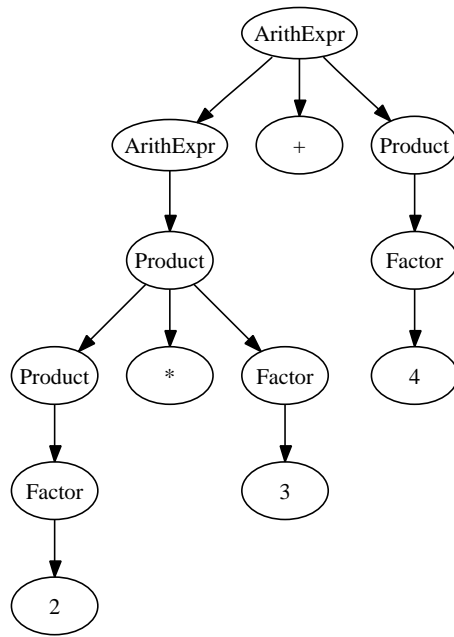 ArithExpr
ArithExpr + Product
Product Factor
Product * Factor 4
Factor 3
2